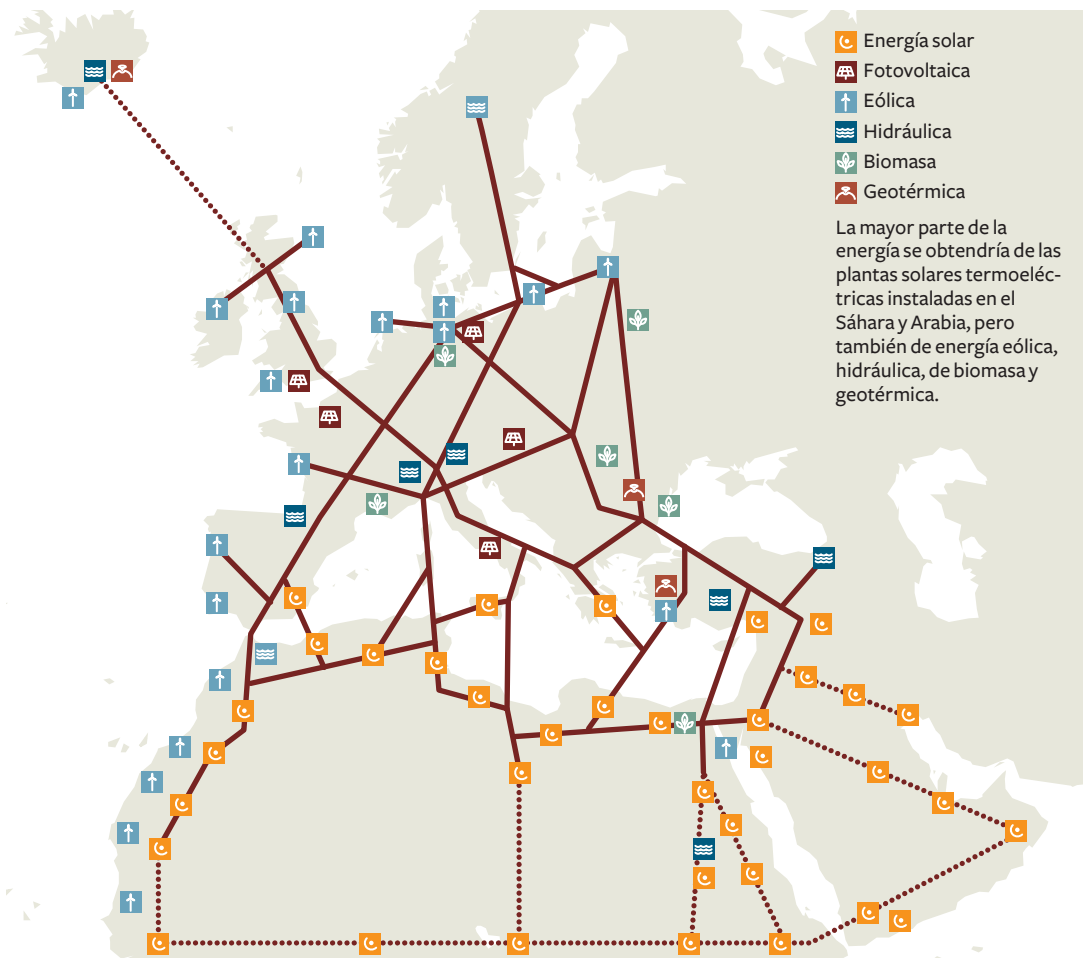 Energía solar
Fotovoltaica
Eólica
Hidráulica
Biomasa
Geotérmica
La mayor parte de la
energía se obtendría de las
plantas solares termoeléc-
tricas instaladas en el
Sáhara y Arabia, pero
también de energía eólica,
hidráulica, de biomasa y
geotérmica.